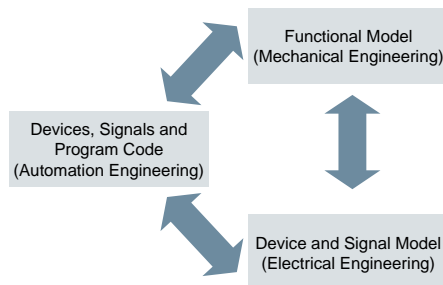 Functional Model
(Mechanical Engineering)
Devices, Signals and
Program Code
(Automation Engineering)
Device and Signal Model
(Electrical Engineering)